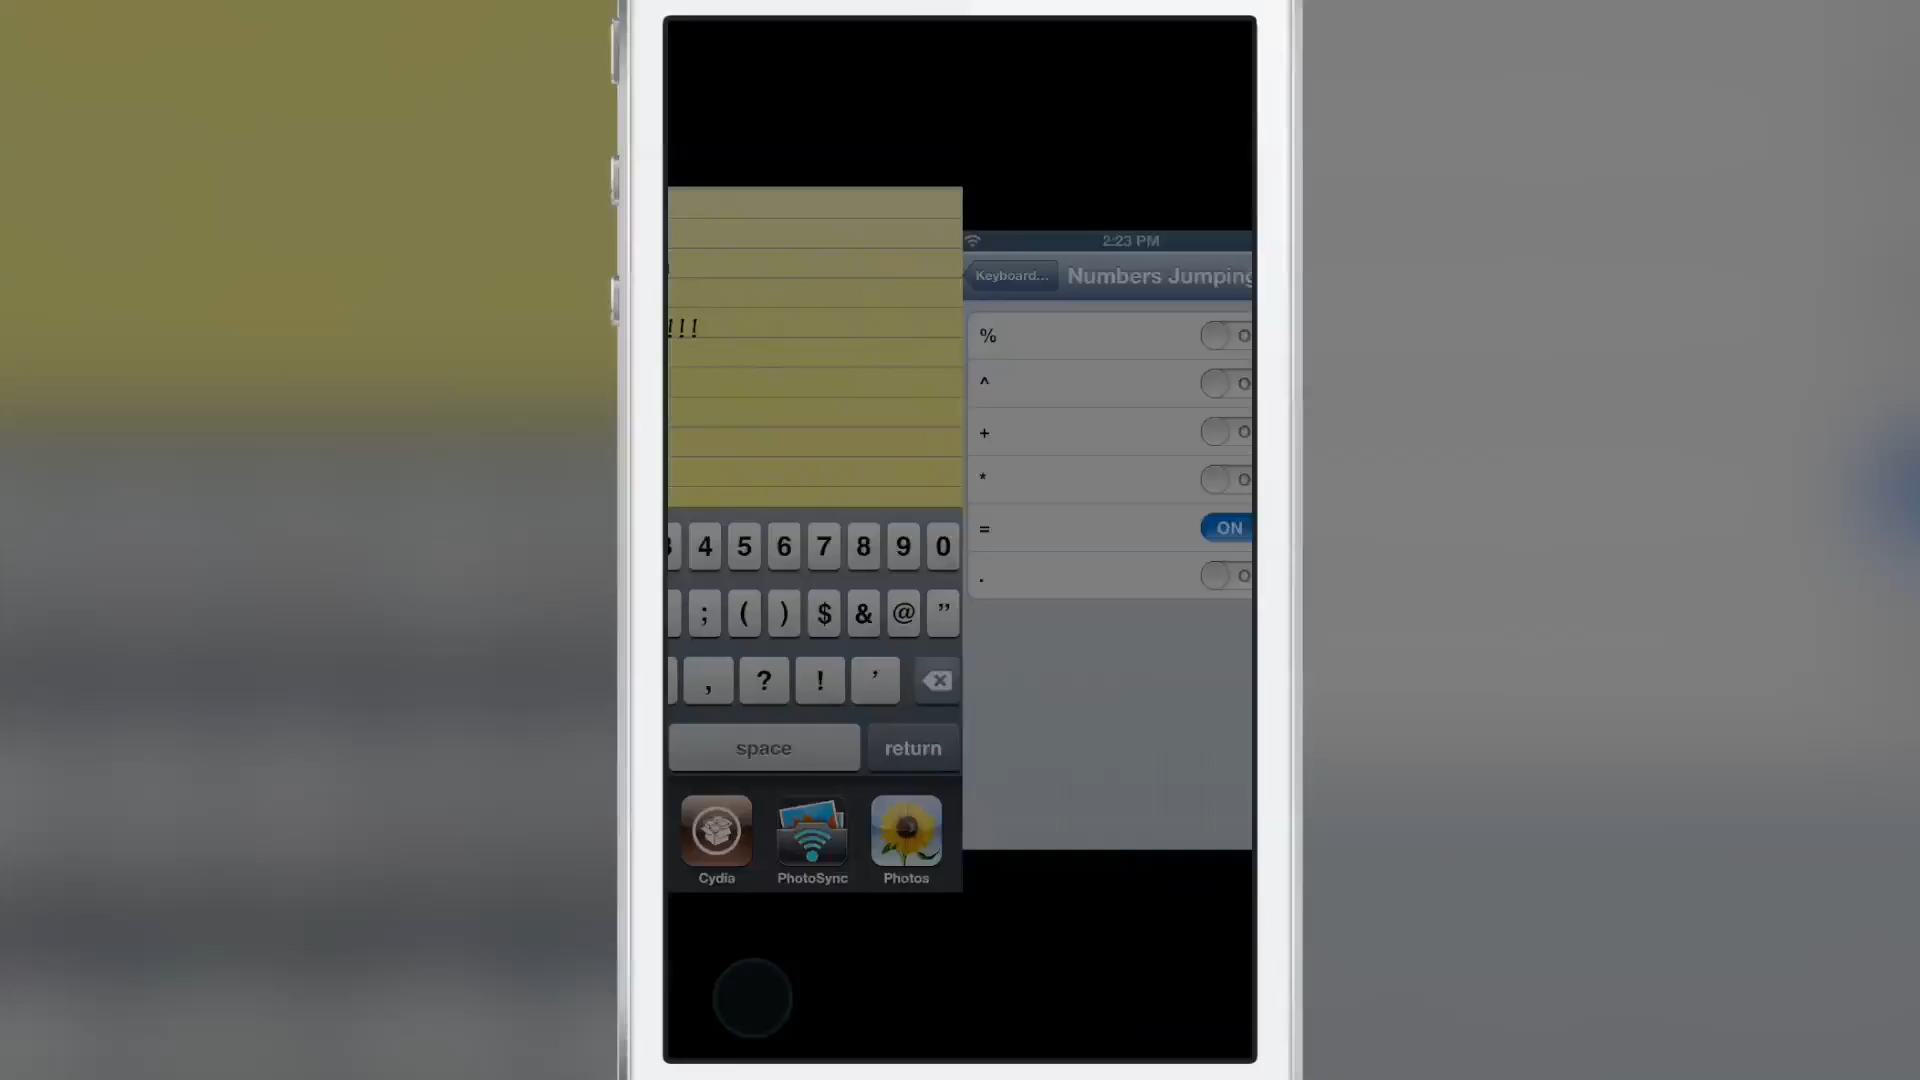 !!!
4 5 6 7 8 9 0
; ( ) $ & @ ”
, ? ! ’
space return
Cydia PhotoSync Photos
2:23 PM
Keyboard... Numbers Jumping
%
^
+
*
= ON
.